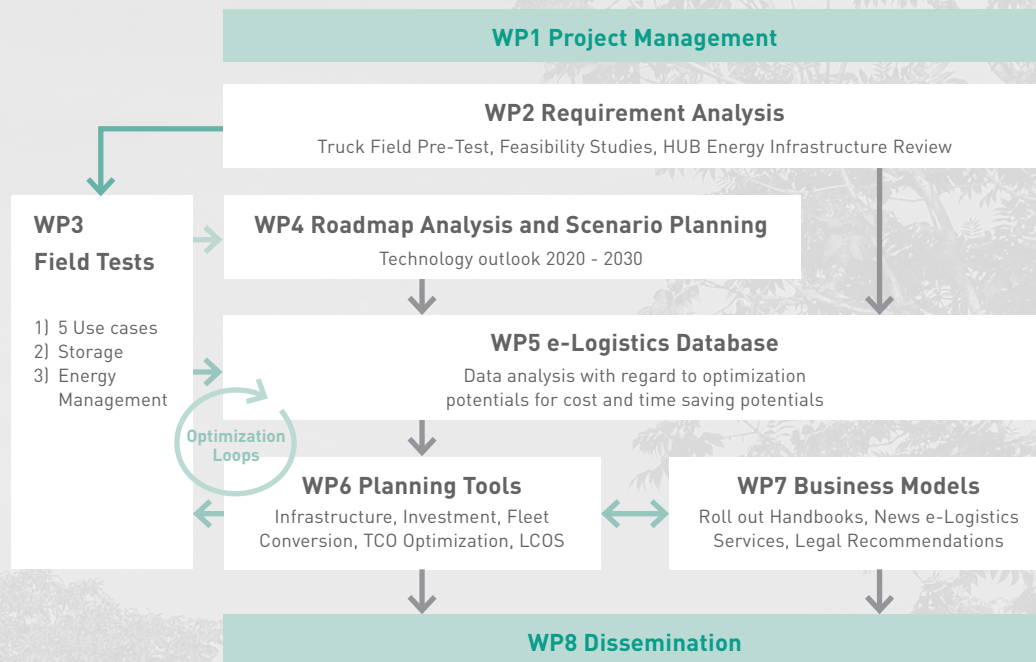 WP1 Project Management
WP2 Requirement Analysis
Truck Field Pre-Test, Feasibility Studies, HUB Energy Infrastructure Review
WP3
Field Tests
1) 5 Use cases
2) Storage
3) Energy
Management
WP4 Roadmap Analysis and Scenario Planning
Technology outlook 2020 - 2030
WP5 e-Logistics Database
Data analysis with regard to optimization
potentials for cost and time saving potentials
Optimization
Loops
WP6 Planning Tools
Infrastructure, Investment, Fleet
Conversion, TCO Optimization, LCOS
WP7 Business Models
Roll out Handbooks, News e-Logistics
Services, Legal Recommendations
WP8 Dissemination